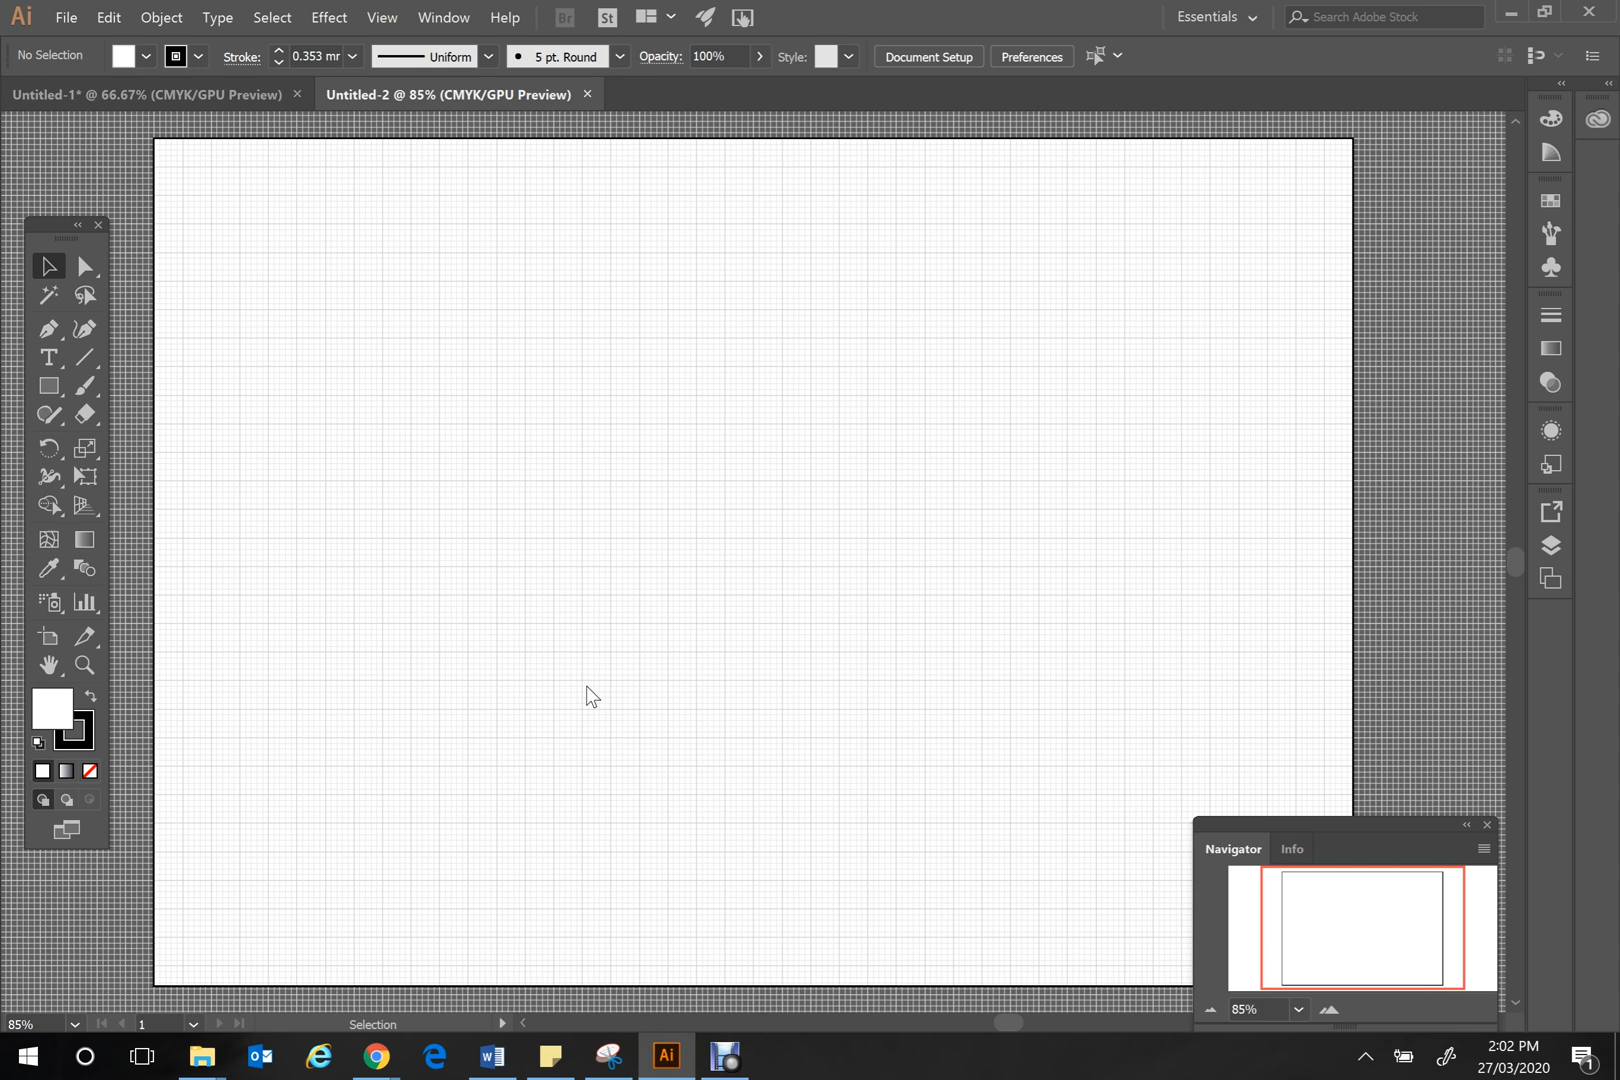 Ai File Edit Object Type Select Effect View Window Help Br St Essentials Search Adobe Stock
No Selection Stroke: 0.353 mr Uniform 5 pt. Round Opacity: 100% Style: Document Setup Preferences
Untitled-1* @ 66.67% (CMYK/GPU Preview) Untitled-2 @ 85% (CMYK/GPU Preview)
Navigator Info
85%
85% 1 Selection
Ai 2:02 PM
27/03/2020 1